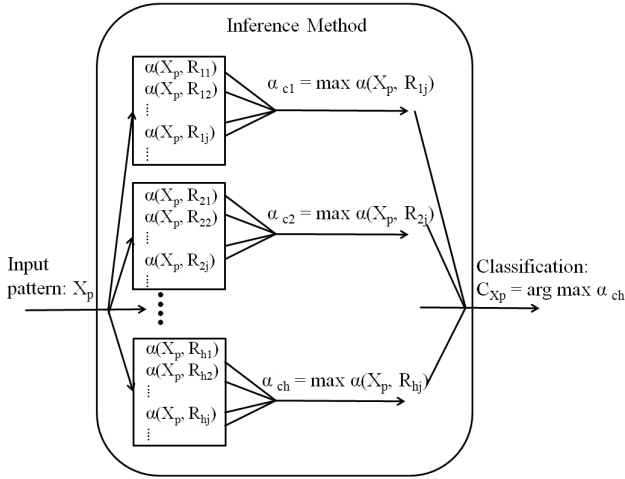 Inference Method
α(Xp, R11)
α(Xp, R12)
⋮
α(Xp, R1j)
⋮
α c1 = max α(Xp, R1j)
α(Xp, R21)
α(Xp, R22)
⋮
α(Xp, R2j)
⋮
α c2 = max α(Xp, R2j)
Input
pattern: Xp
Classification:
CXp = arg max α ch
α(Xp, Rh1)
α(Xp, Rh2)
⋮
α(Xp, Rhj)
⋮
α ch = max α(Xp, Rhj)